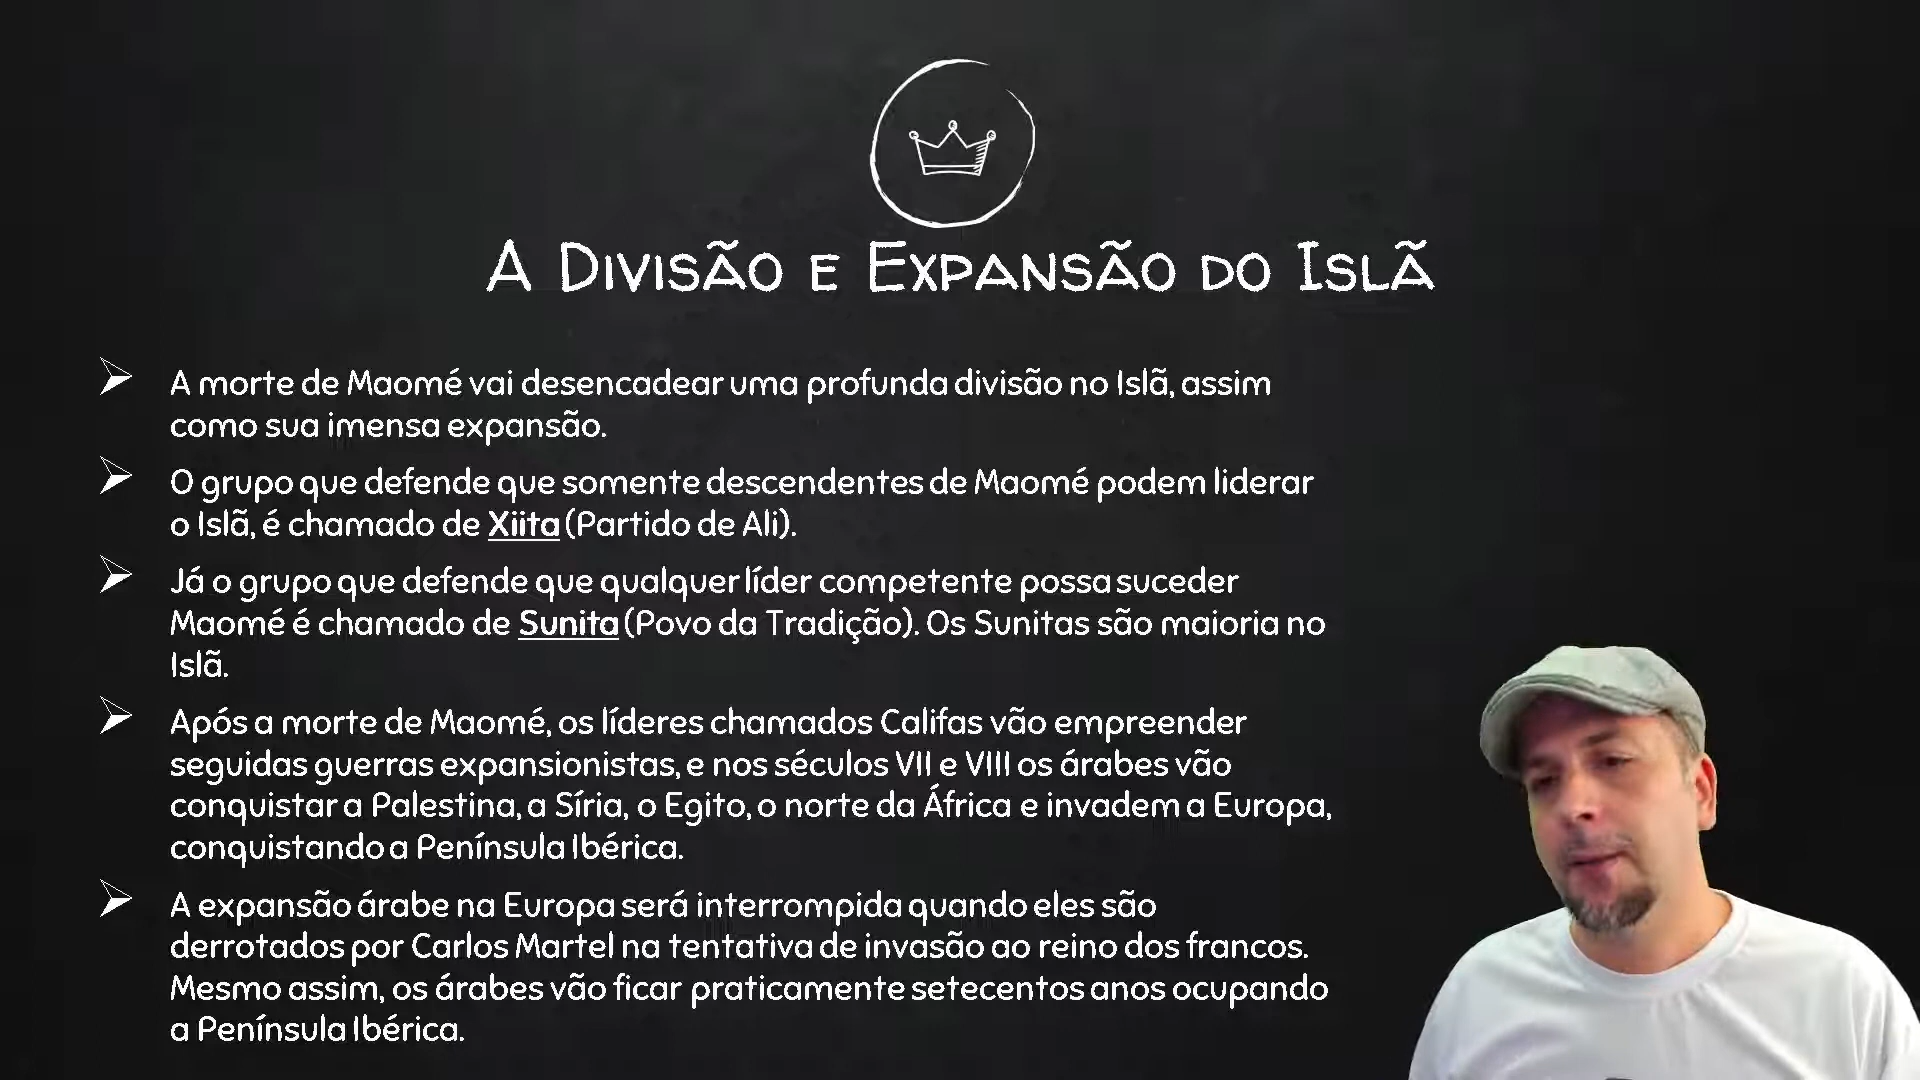 A Divisão e Expansão do Islã
A morte de Maomé vai desencadear uma profunda divisão no Islã, assim
como sua imensa expansão.
O grupo que defende que somente descendentes de Maomé podem liderar
o Islã, é chamado de Xiita (Partido de Ali).
Já o grupo que defende que qualquer líder competente possa suceder
Maomé é chamado de Sunita (Povo da Tradição). Os Sunitas são maioria no
Islã.
Após a morte de Maomé, os líderes chamados Califas vão empreender
seguidas guerras expansionistas, e nos séculos VII e VIII os árabes vão
conquistar a Palestina, a Síria, o Egito, o norte da África e invadem a Europa,
conquistando a Península Ibérica.
A expansão árabe na Europa será interrompida quando eles são
derrotados por Carlos Martel na tentativa de invasão ao reino dos francos.
Mesmo assim, os árabes vão ficar praticamente setecentos anos ocupando
a Península Ibérica.